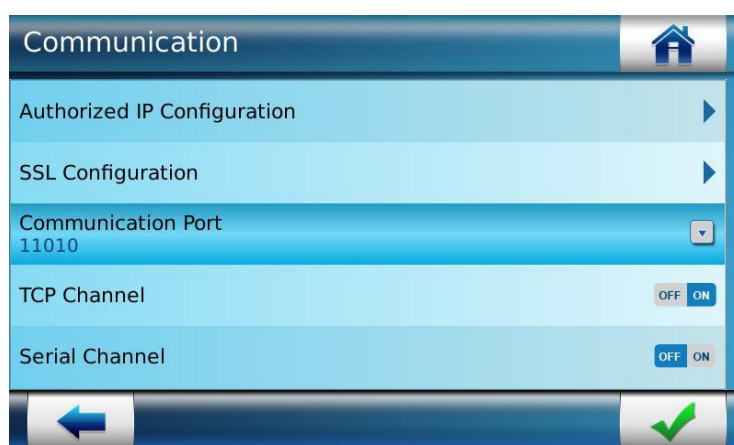 Communication
Authorized IP Configuration
SSL Configuration
Communication Port
11010
TCP Channel
OFF ON
Serial Channel
OFF ON